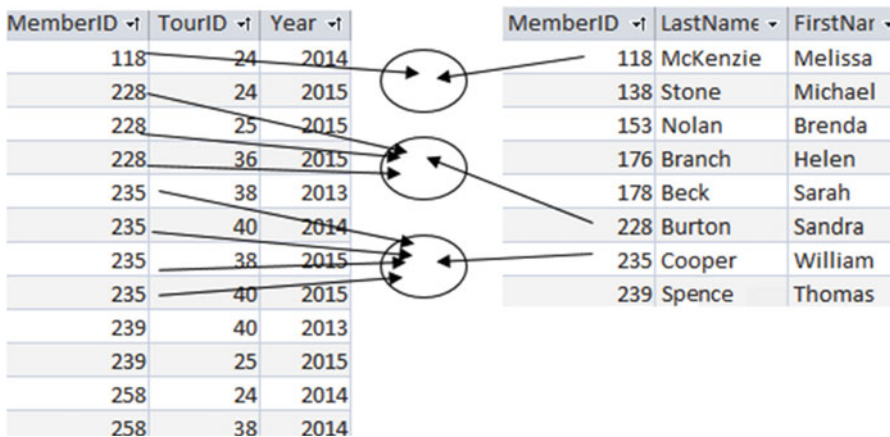 MemberID TourID Year
118 24 2014
228 24 2015
228 25 2015
228 36 2015
235 38 2013
235 40 2014
235 38 2015
235 40 2015
239 40 2013
239 25 2015
258 24 2014
258 38 2014
MemberID LastName FirstNar
118 McKenzie Melissa
138 Stone Michael
153 Nolan Brenda
176 Branch Helen
178 Beck Sarah
228 Burton Sandra
235 Cooper William
239 Spence Thomas